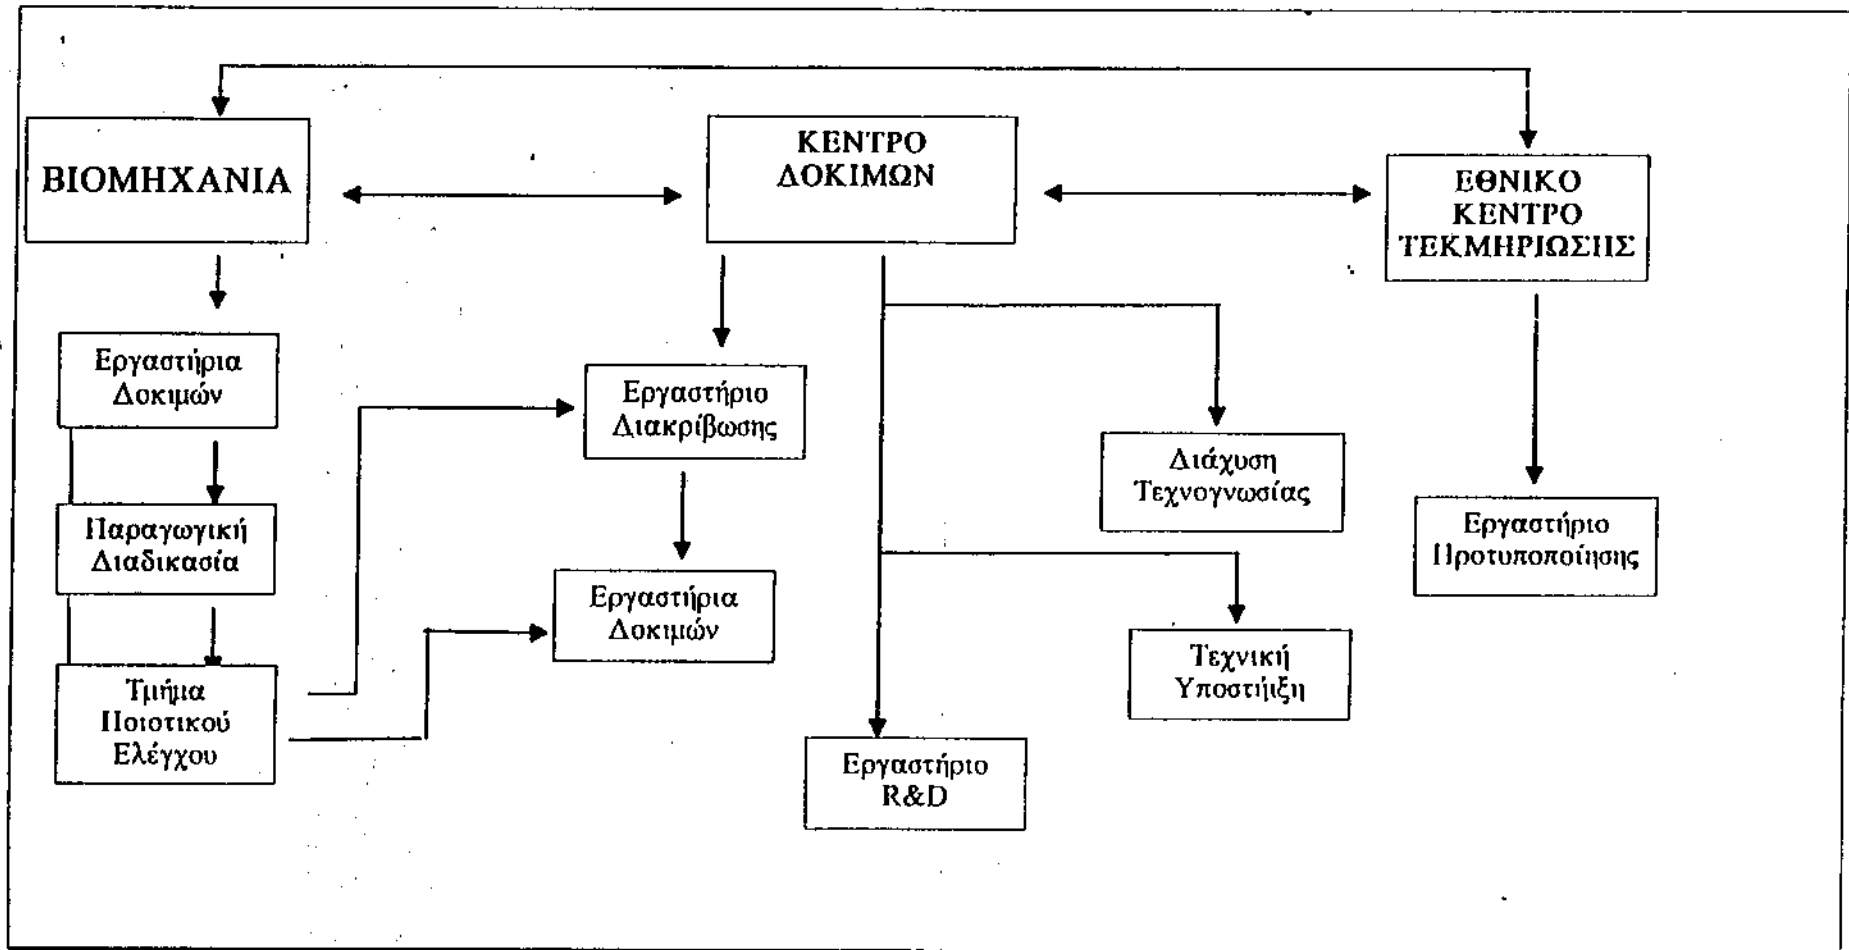 ΒΙΟΜΗΧΑΝΙΑ
ΚΕΝΤΡΟ
ΔΟΚΙΜΩΝ
ΕΘΝΙΚΟ
ΚΕΝΤΡΟ
ΤΕΚΜΗΡΙΩΣΗΣ
Εργαστήρια
Δοκιμών
Παραγωγική
Διαδικασία
Τμήμα
Ποιοτικού
Ελέγχου
Εργαστήριο
Διακρίβωσης
Εργαστήρια
Δοκιμών
Διάχυση
Τεχνογνωσίας
Τεχνική
Υποστήιξη
Εργαστήριο
R&D
Εργαστήριο
Προτυποποίησης